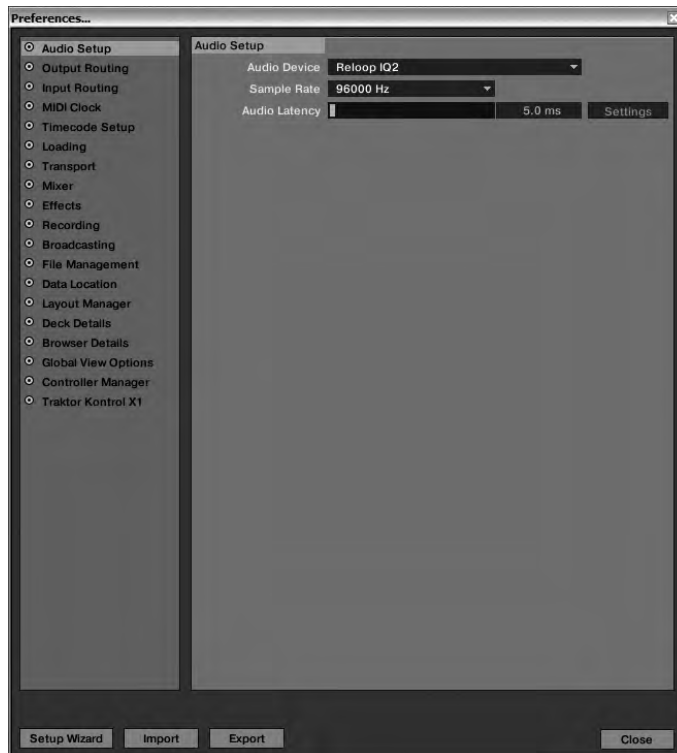 Preferences...
Audio Setup
Output Routing
Input Routing
MIDI Clock
Timecode Setup
Loading
Transport
Mixer
Effects
Recording
Broadcasting
File Management
Data Location
Layout Manager
Deck Details
Browser Details
Global View Options
Controller Manager
Traktor Kontrol X1
Audio Setup
Audio Device Reloop IQ2
Sample Rate 96000 Hz
Audio Latency 5.0 ms Settings
Setup Wizard Import Export Close